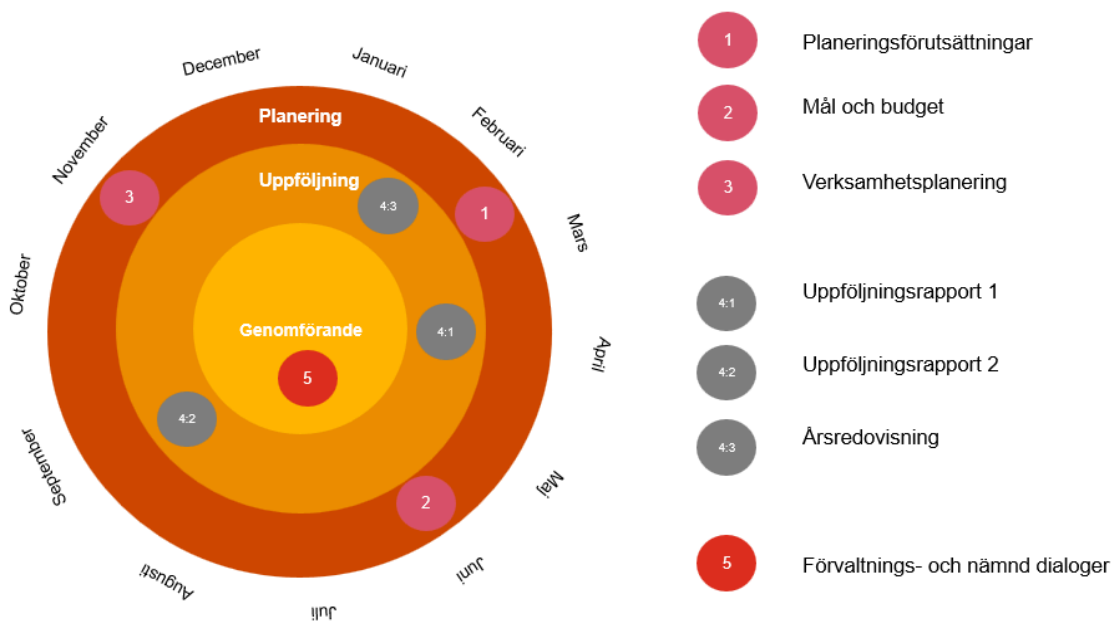 Januari
Februari
Mars
April
Maj
Juni
Juli
Augusti
September
Oktober
November
December
Planering
Uppföljning
Genomförande
3
4:3
1
4:1
5
4:2
2
1 Planeringsförutsättningar
2 Mål och budget
3 Verksamhetsplanering
4:1 Uppföljningsrapport 1
4:2 Uppföljningsrapport 2
4:3 Årsredovisning
5 Förvaltnings- och nämnd dialoger